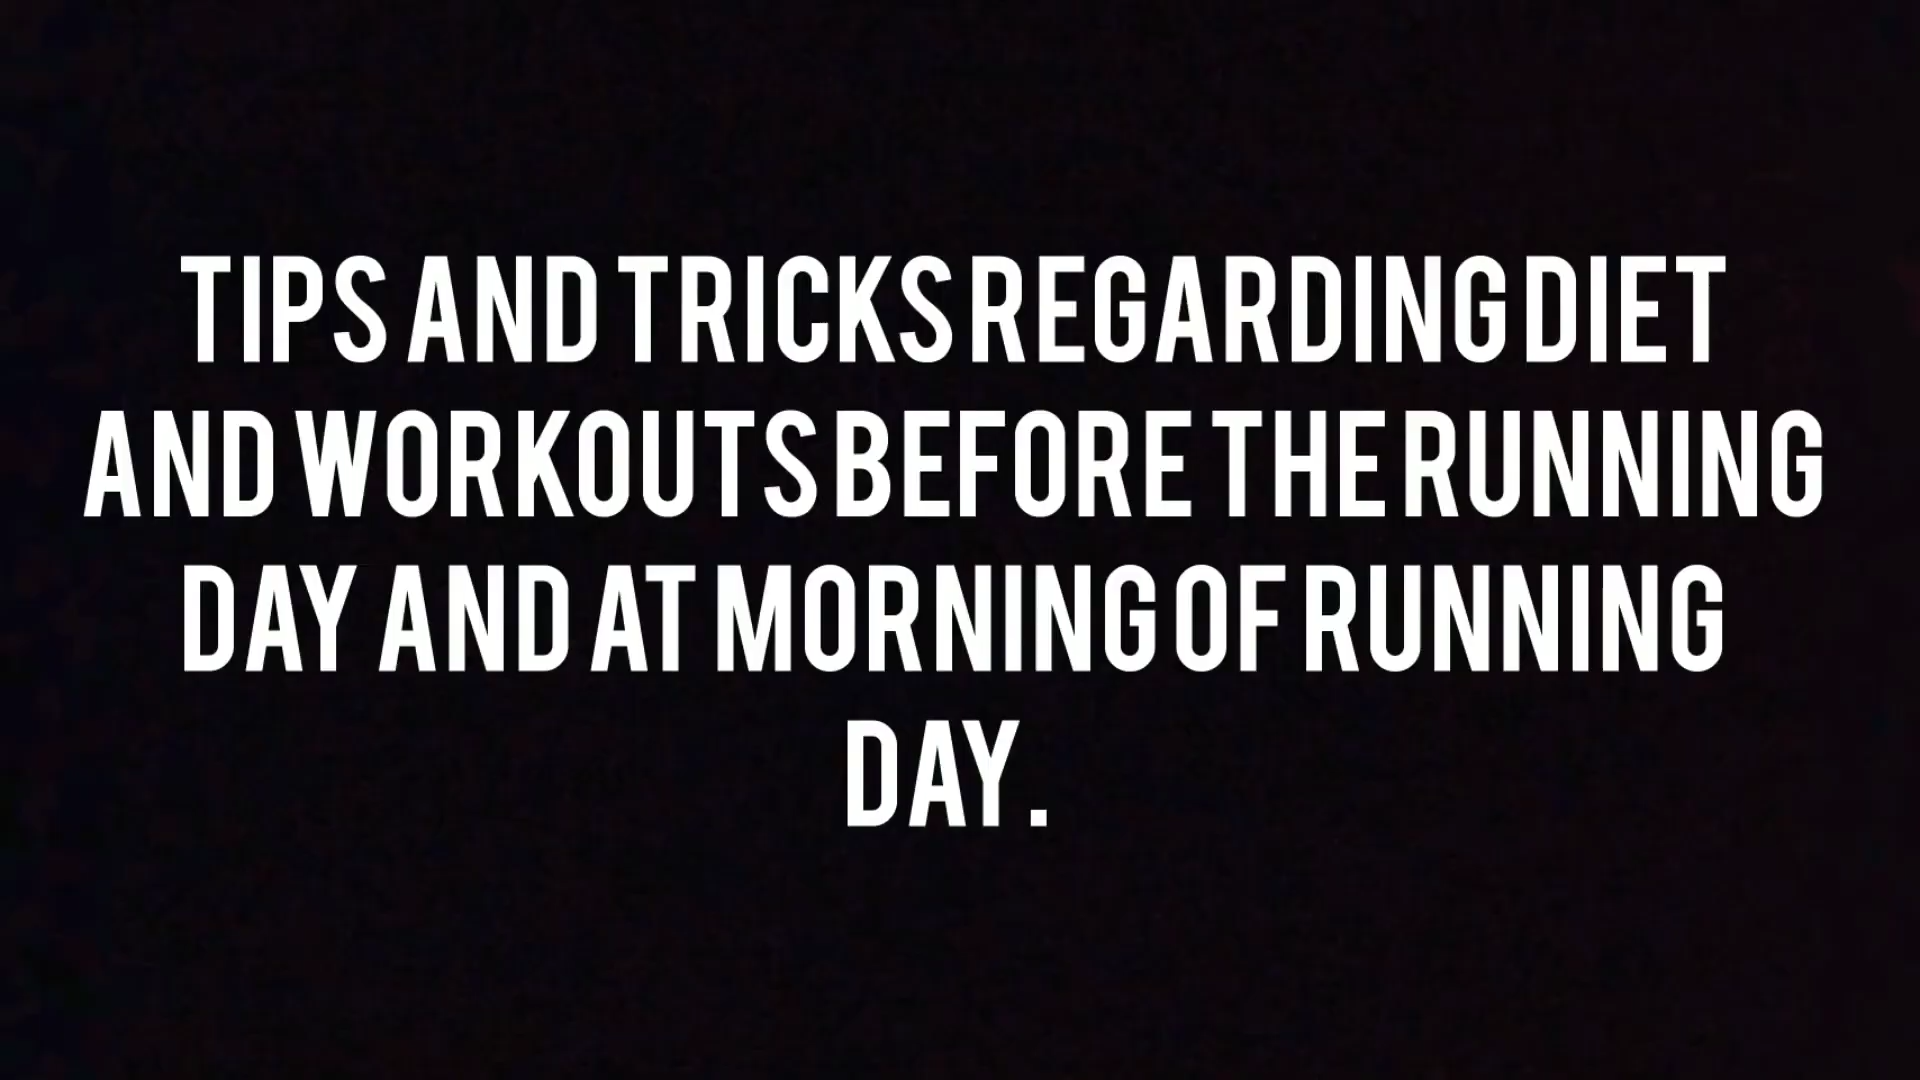 TIPS AND TRICKS REGARDING DIET
AND WORKOUTS BEFORE THE RUNNING
DAY AND AT MORNING OF RUNNING
DAY.